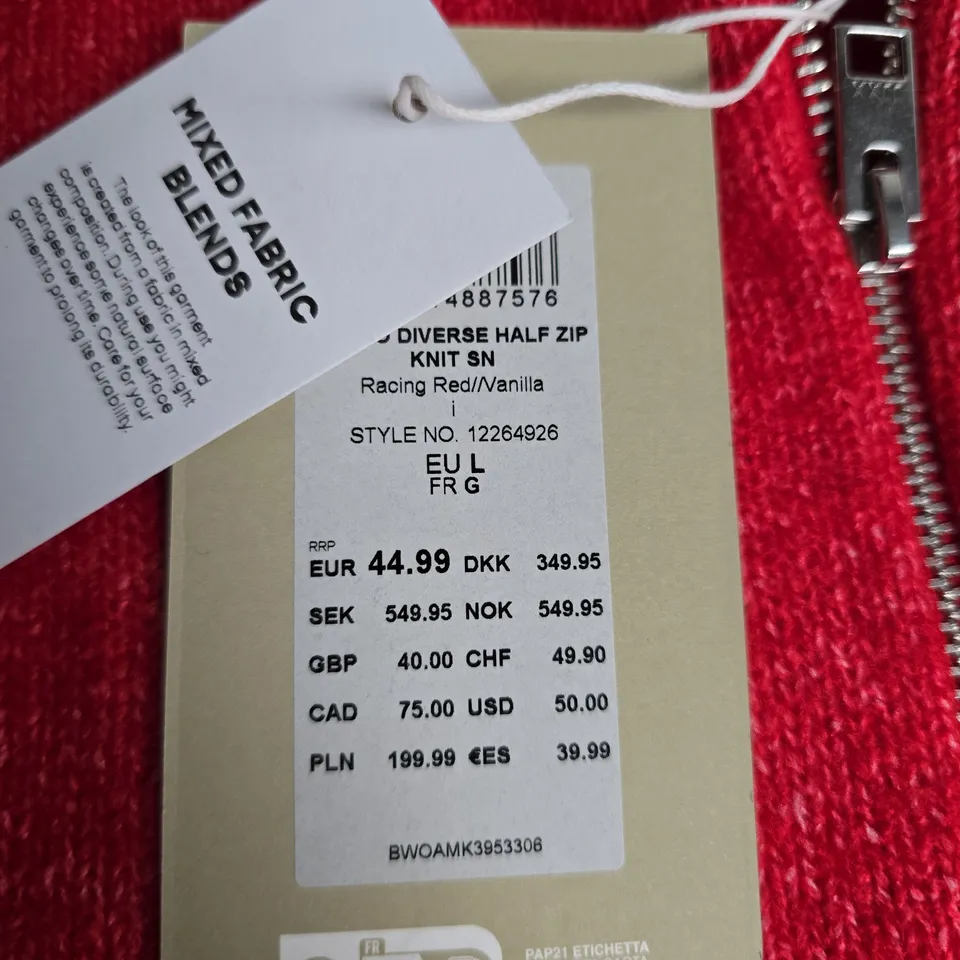 MIXED FABRIC
BLENDS
The look of this garment
is created from a fabric in mixed
composition. During use you might
experience some natural surface
changes over time. Care for your
garment to prolong its durability.
4887576
DIVERSE HALF ZIP
KNIT SN
Racing Red//Vanilla
i
STYLE NO. 12264926
EU L
FR G
RRP
EUR 44.99 DKK 349.95
SEK 549.95 NOK 549.95
GBP 40.00 CHF 49.90
CAD 75.00 USD 50.00
PLN 199.99 €ES 39.99
BWOAMK3953306
FR
PAP21 ETICHETTA